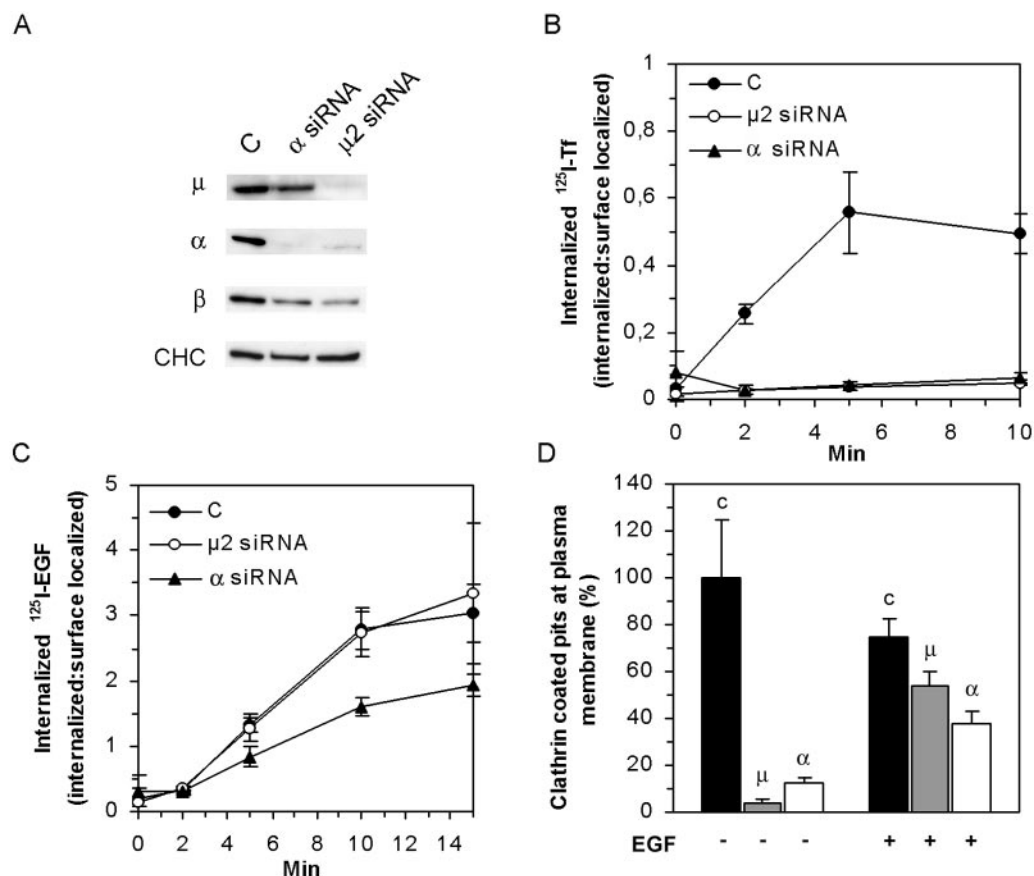 A
C
α siRNA
μ2 siRNA
μ
α
β
CHC
B
Internalized ¹²⁵I-Tf
(internalized:surface localized)
1
0,8
0,6
0,4
0,2
0
C
μ2 siRNA
α siRNA
0 2 4 6 8 10
Min
C
Internalized ¹²⁵I-EGF
(internalized:surface localized)
5
4
3
2
1
0
C
μ2 siRNA
α siRNA
0 2 4 6 8 10 12 14
Min
D
Clathrin coated pits at plasma
membrane (%)
140
120
100
80
60
40
20
0
c
μ
α
c
μ
α
EGF - - - + + +